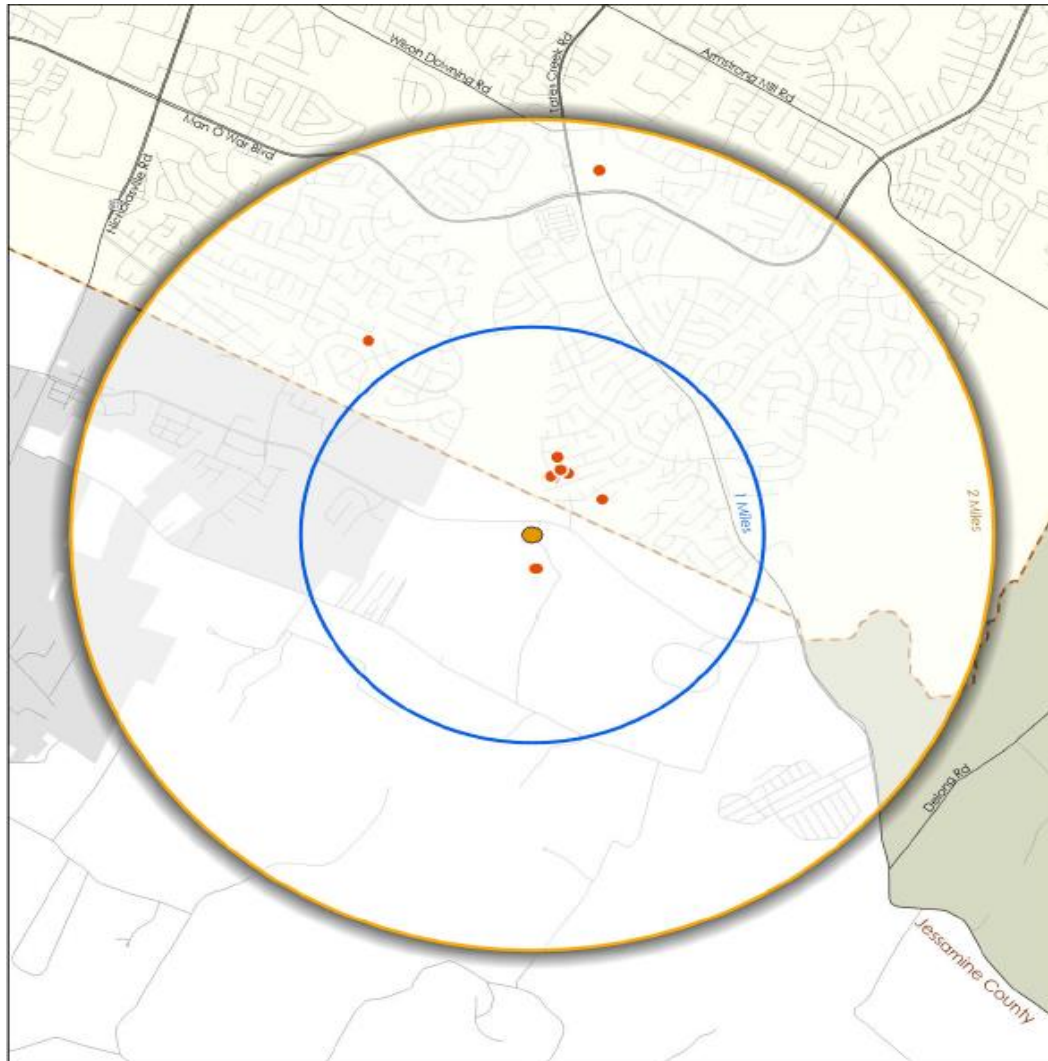 Wilson Downing Rd
Tates Creek Rd
Armstrong Mill Rd
Man O War Blvd
Nicholasville Rd
1 Miles
2 Miles
Delong Rd
Jessamine County